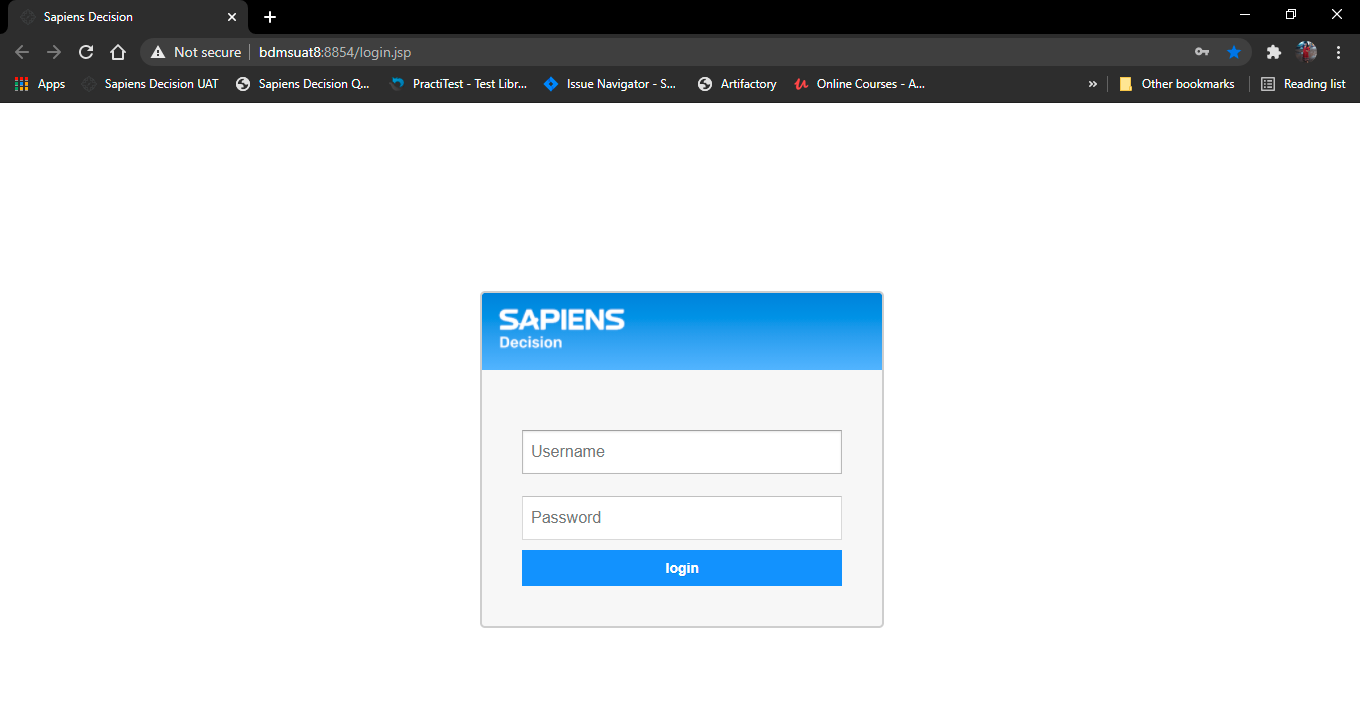 Sapiens Decision
Not secure bdmsuat8:8854/login.jsp
Apps Sapiens Decision UAT Sapiens Decision Q... PractiTest - Test Libr... Issue Navigator - S... Artifactory Online Courses - A... » Other bookmarks Reading list
SAPIENS
Decision
Username
Password
login